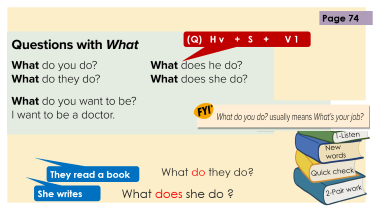 Page 74
(Q) H v + S + V 1
Questions with What
What do you do?
What do they do?
What does he do?
What does she do?
What do you want to be?
I want to be a doctor.
FYI
What do you do? usually means What's your job?
1-Listen
New
words
Quick check
2-Pair work
They read a book
What do they do?
She writes
What does she do ?